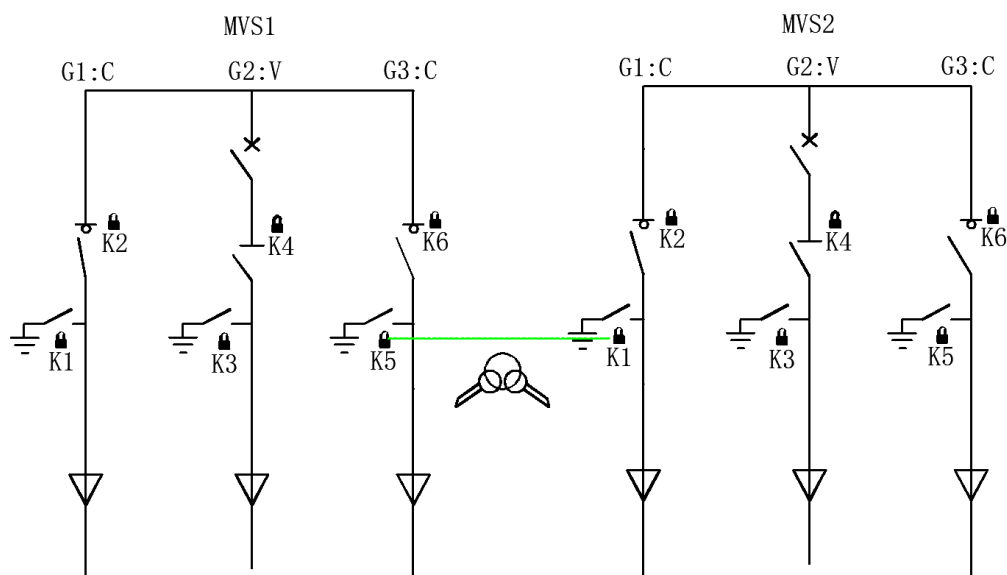 MVS1
MVS2
G1:C G2:V G3:C
G1:C G2:V G3:C
K2 K4 K6
K2 K4 K6
K1 K3 K5
K1 K3 K5